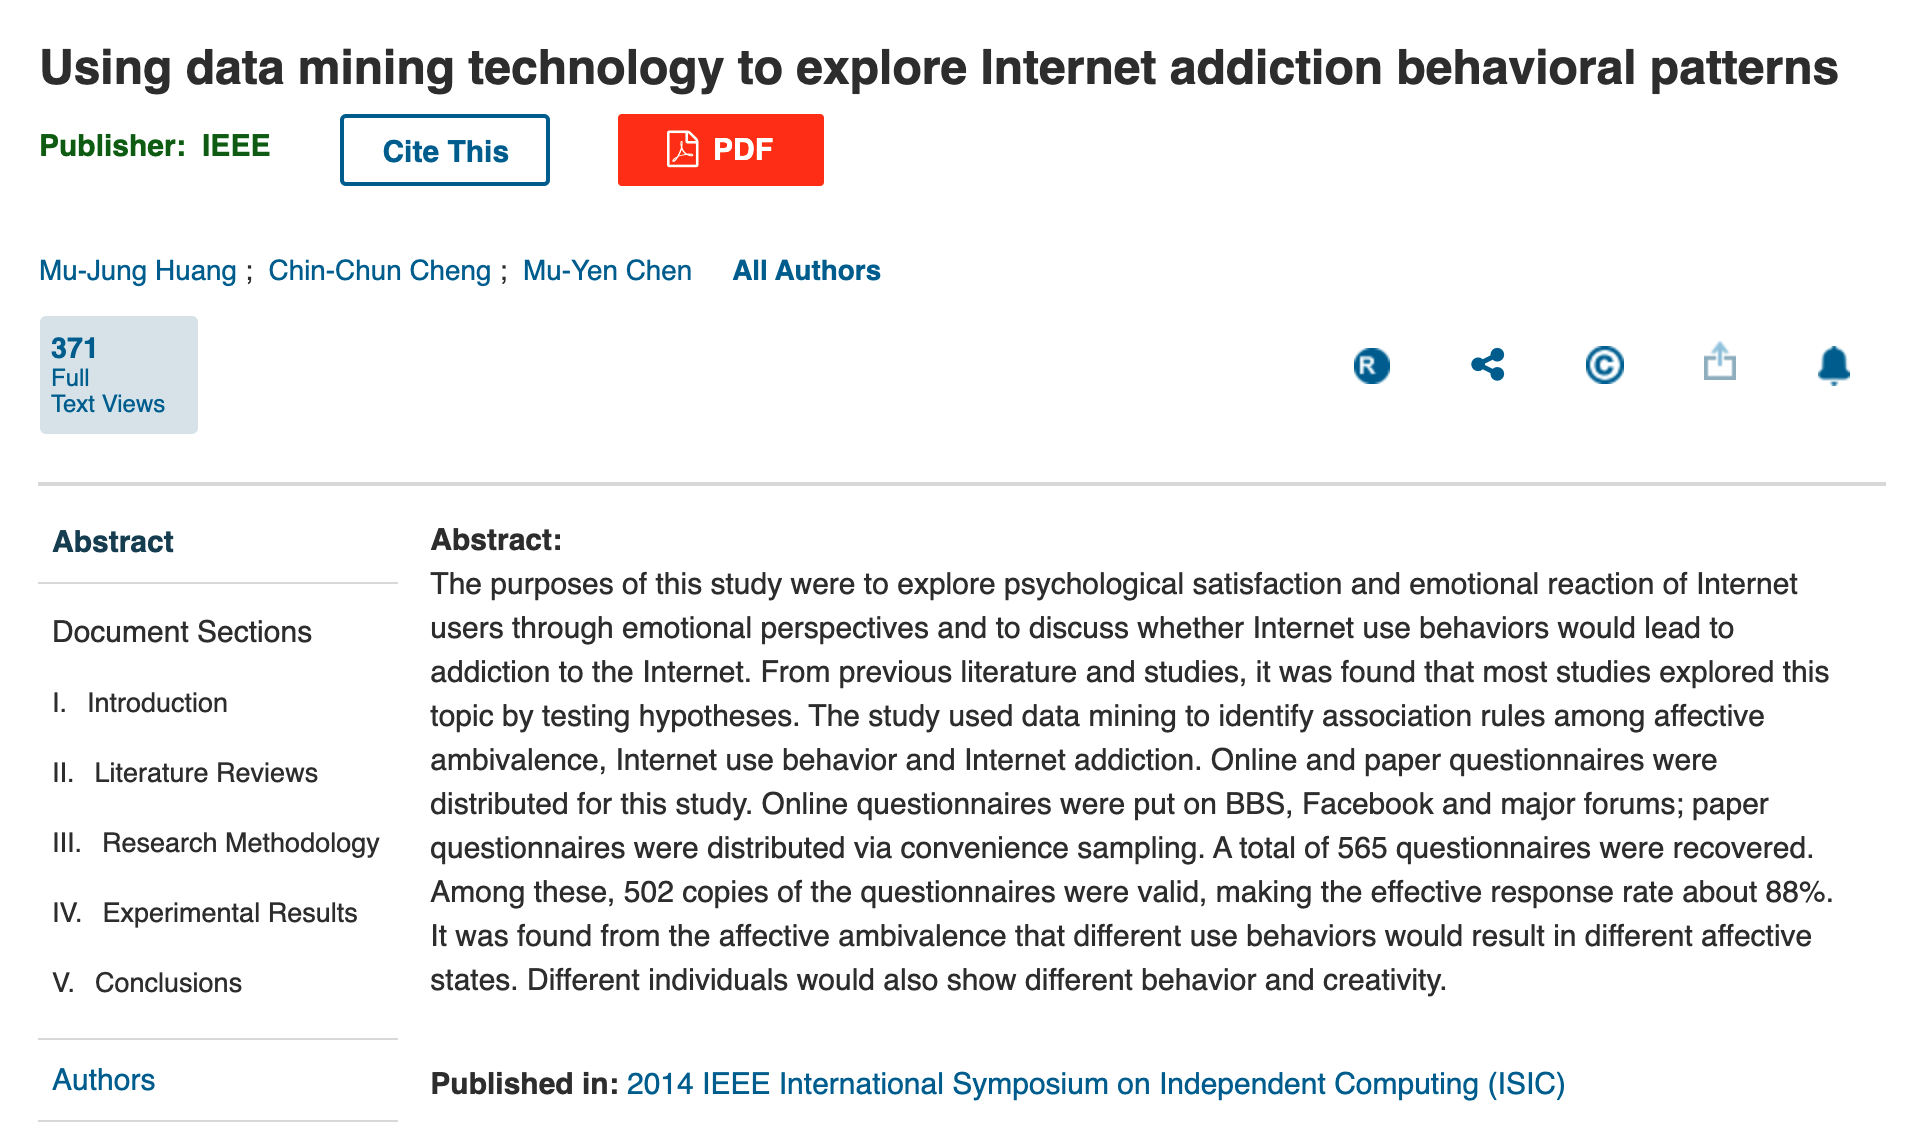 Using data mining technology to explore Internet addiction behavioral patterns
Publisher: IEEE
Cite This
PDF
Mu-Jung Huang ; Chin-Chun Cheng ; Mu-Yen Chen All Authors
371
Full
Text Views
R
C
Abstract
Document Sections
I. Introduction
II. Literature Reviews
III. Research Methodology
IV. Experimental Results
V. Conclusions
Authors
Abstract:
The purposes of this study were to explore psychological satisfaction and emotional reaction of Internet
users through emotional perspectives and to discuss whether Internet use behaviors would lead to
addiction to the Internet. From previous literature and studies, it was found that most studies explored this
topic by testing hypotheses. The study used data mining to identify association rules among affective
ambivalence, Internet use behavior and Internet addiction. Online and paper questionnaires were
distributed for this study. Online questionnaires were put on BBS, Facebook and major forums; paper
questionnaires were distributed via convenience sampling. A total of 565 questionnaires were recovered.
Among these, 502 copies of the questionnaires were valid, making the effective response rate about 88%.
It was found from the affective ambivalence that different use behaviors would result in different affective
states. Different individuals would also show different behavior and creativity.
Published in: 2014 IEEE International Symposium on Independent Computing (ISIC)